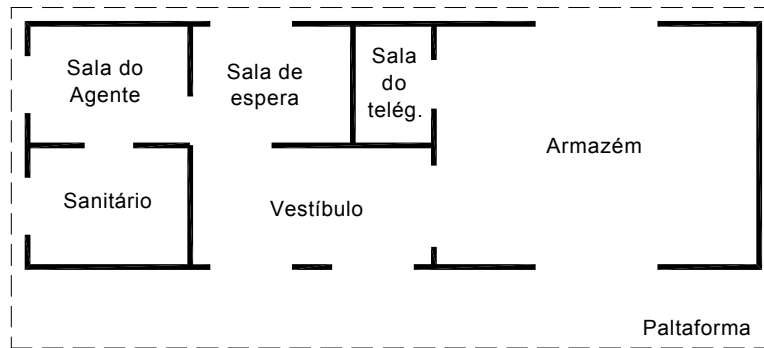 Sala do
Agente
Sala de
espera
Sala
do
telég.
Armazém
Sanitário
Vestíbulo
Paltaforma